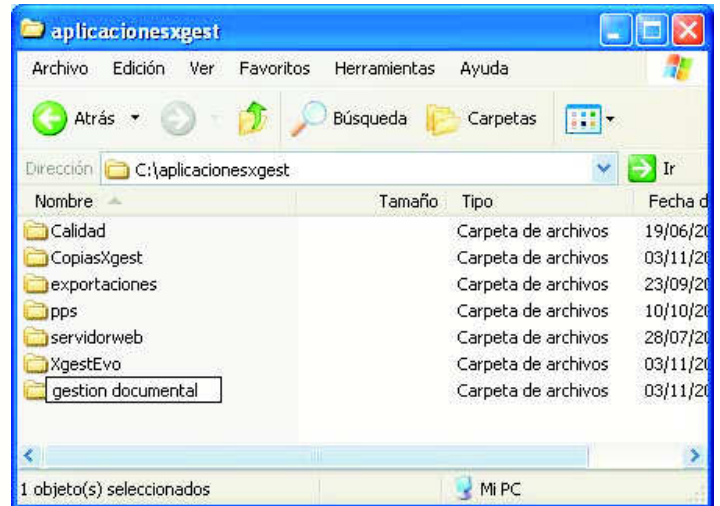 aplicacionesxgest
Archivo Edición Ver Favoritos Herramientas Ayuda
Atrás Búsqueda Carpetas
Dirección C:\aplicacionesxgest Ir
Nombre Tamaño Tipo Fecha d
Calidad Carpeta de archivos 19/06/20
CopiasXgest Carpeta de archivos 03/11/20
exportaciones Carpeta de archivos 23/09/20
pps Carpeta de archivos 10/10/20
servidorweb Carpeta de archivos 28/07/20
XgestEvo Carpeta de archivos 03/11/20
gestion documental Carpeta de archivos 03/11/20
1 objeto(s) seleccionados Mi PC